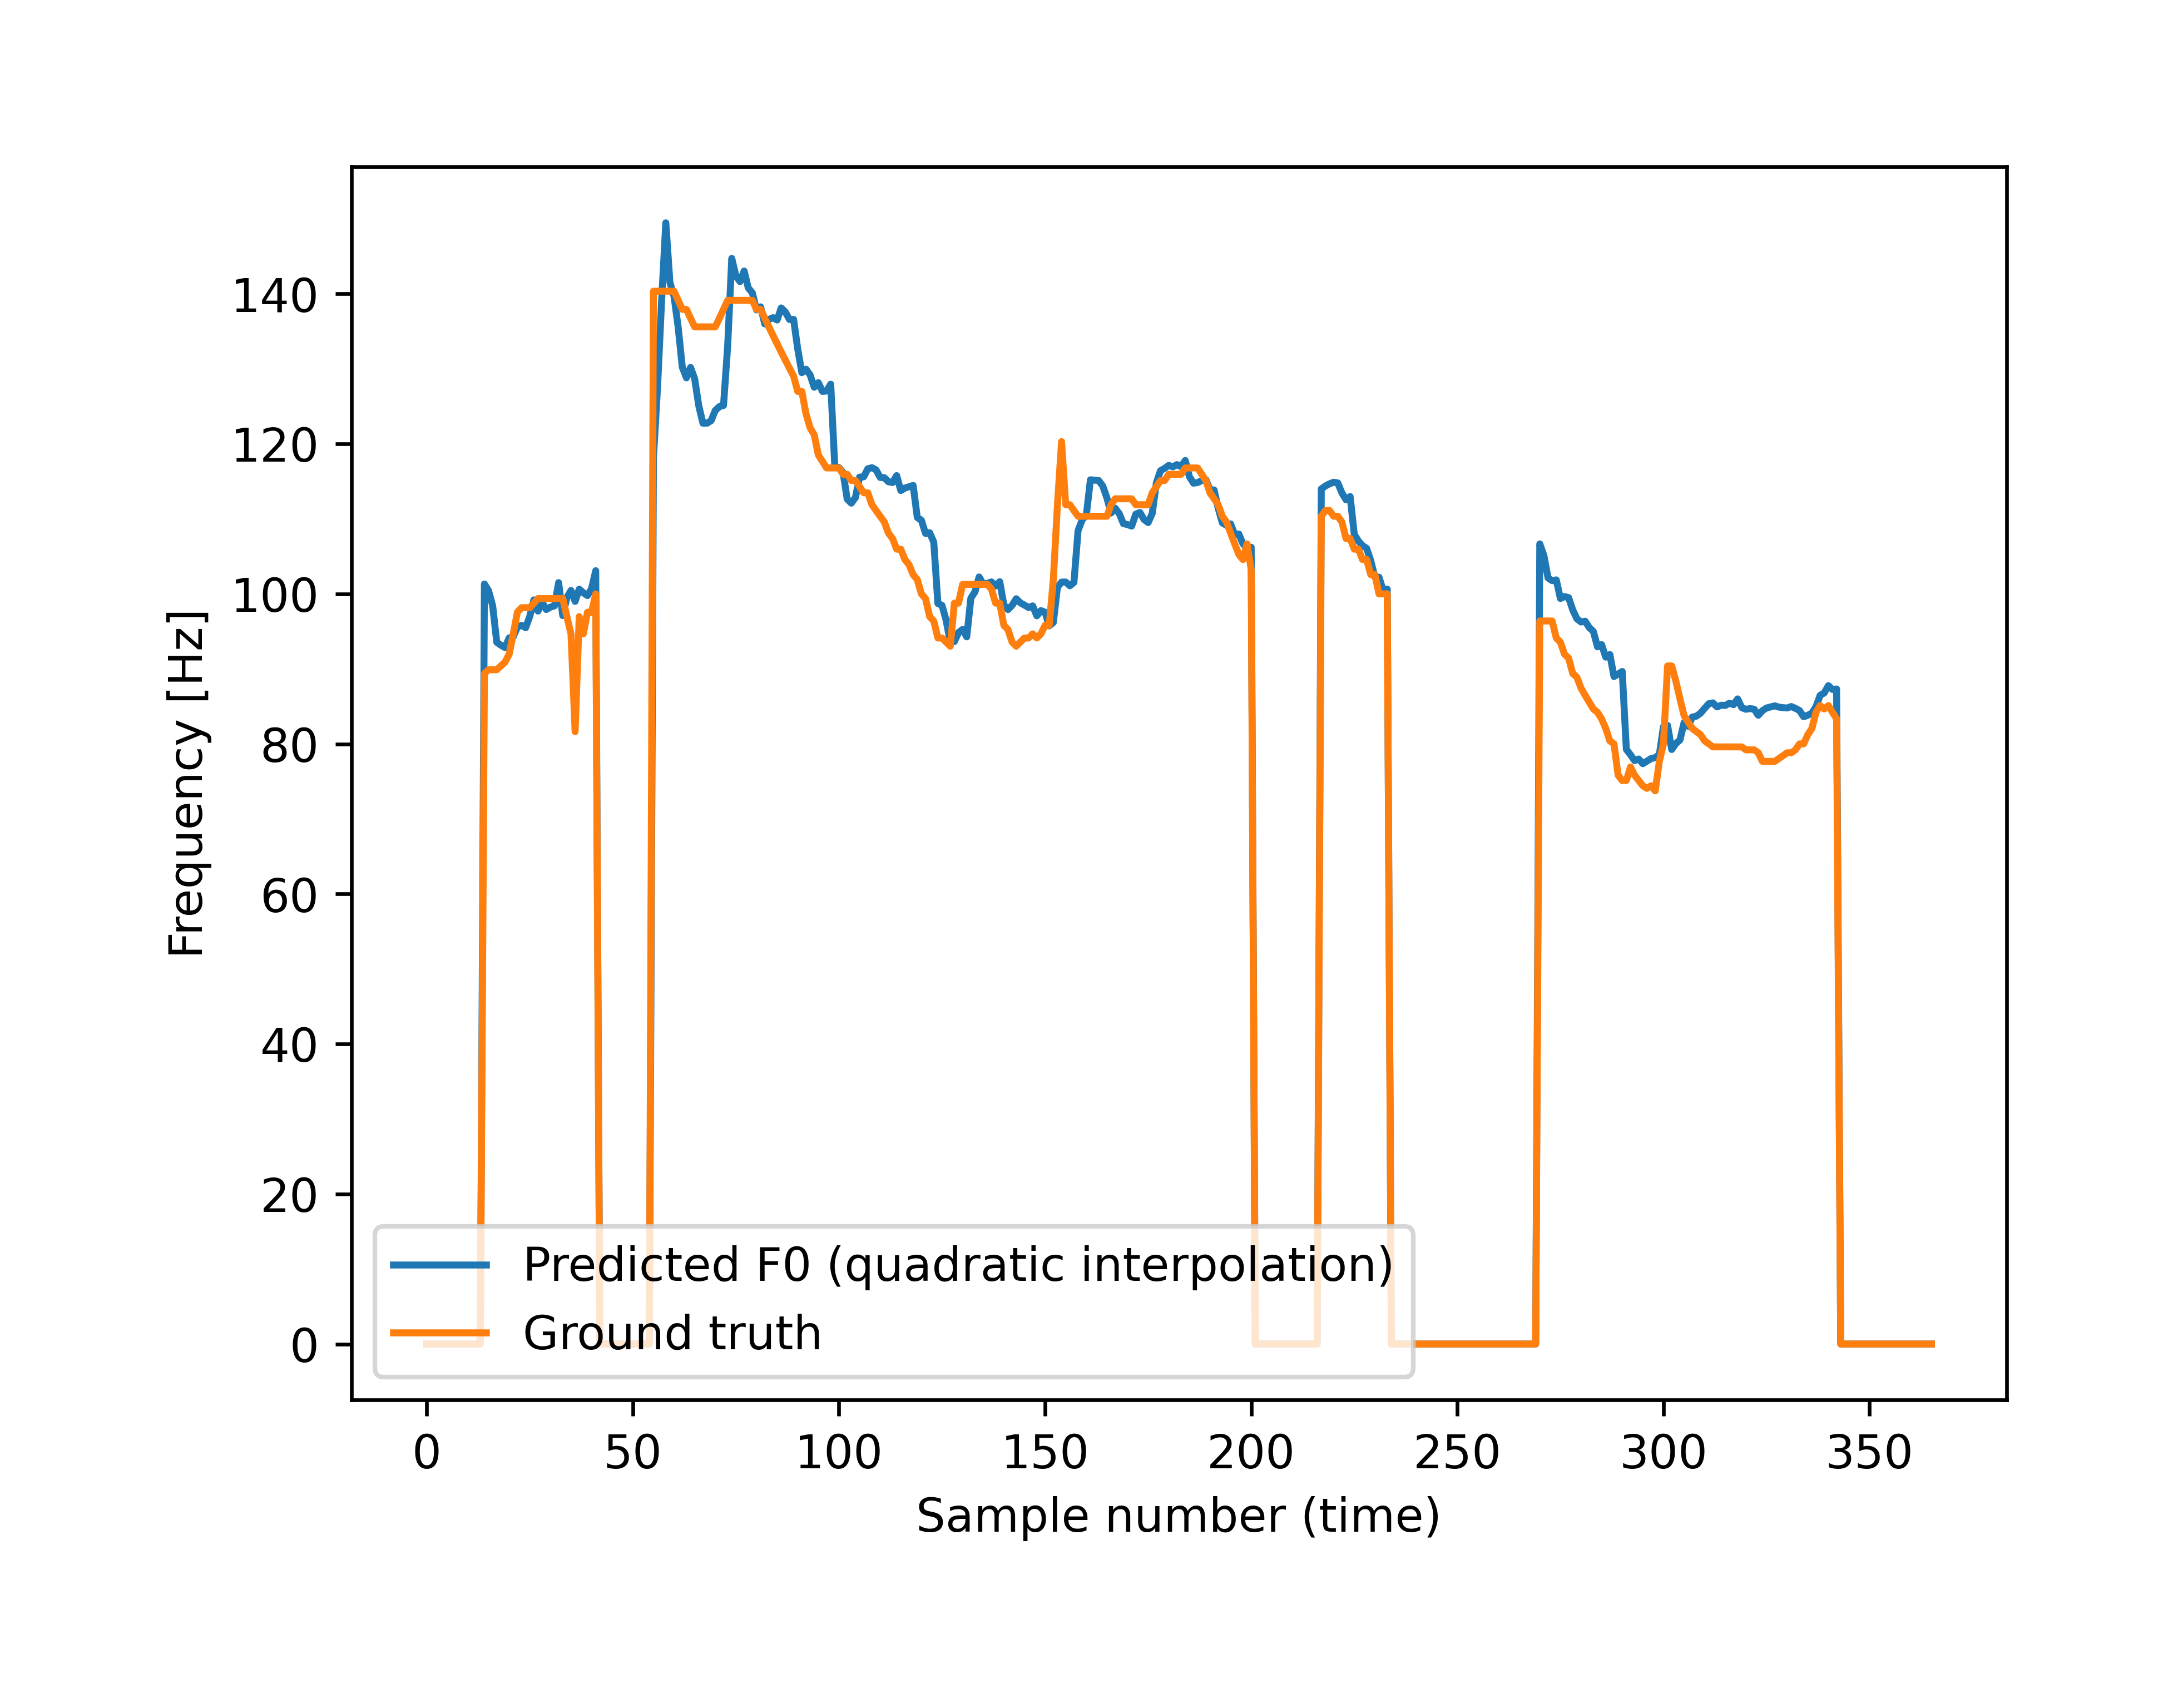 140
120
100
80
60
40
20
0
Frequency [Hz]
Predicted F0 (quadratic interpolation)
Ground truth
0 50 100 150 200 250 300 350
Sample number (time)